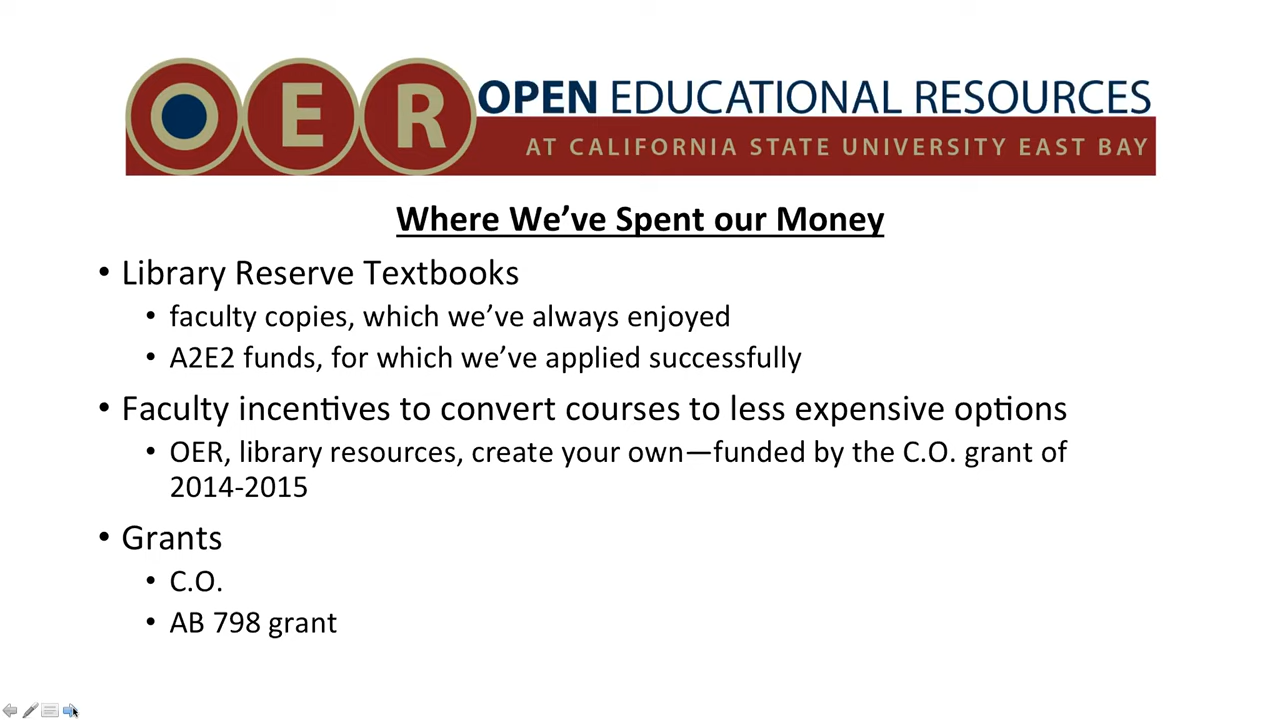 OER OPEN EDUCATIONAL RESOURCES
AT CALIFORNIA STATE UNIVERSITY EAST BAY
Where We’ve Spent our Money
• Library Reserve Textbooks
• faculty copies, which we’ve always enjoyed
• A2E2 funds, for which we’ve applied successfully
• Faculty incentives to convert courses to less expensive options
• OER, library resources, create your own—funded by the C.O. grant of
2014-2015
• Grants
• C.O.
• AB 798 grant